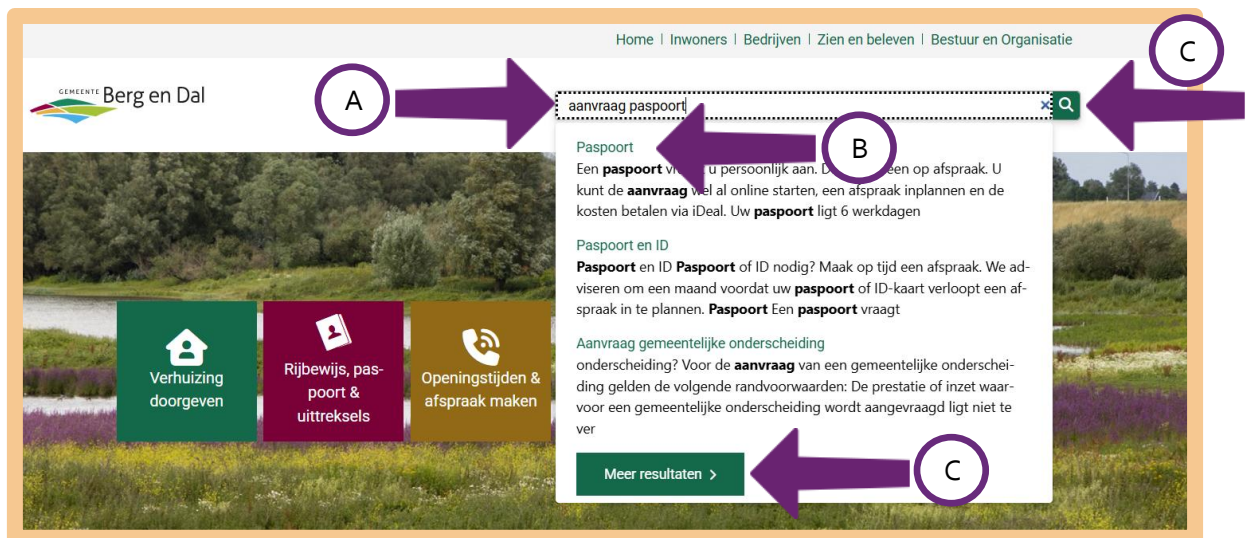 Home | Inwoners | Bedrijven | Zien en beleven | Bestuur en Organisatie
C
GEMEENTE Berg en Dal
A
aanvraag paspoort
B
Paspoort
Een paspoort u persoonlijk aan. een op afspraak. U
kunt de aanvraag wel al online starten, een afspraak inplannen en de
kosten betalen via iDeal. Uw paspoort ligt 6 werkdagen
Paspoort en ID
Paspoort en ID Paspoort of ID nodig? Maak op tijd een afspraak. We ad-
viseren om een maand voordat uw paspoort of ID-kaart verloopt een af-
spraak in te plannen. Paspoort Een paspoort vraagt
Aanvraag gemeentelijke onderscheiding
onderscheiding? Voor de aanvraag van een gemeentelijke onderschei-
ding gelden de volgende randvoorwaarden: De prestatie of inzet waar-
voor een gemeentelijke onderscheiding wordt aangevraagd ligt niet te
ver
Meer resultaten >
C
Verhuizing
doorgeven
Rijbewijs, pas-
poort &
uittreksels
Openingstijden &
afspraak maken